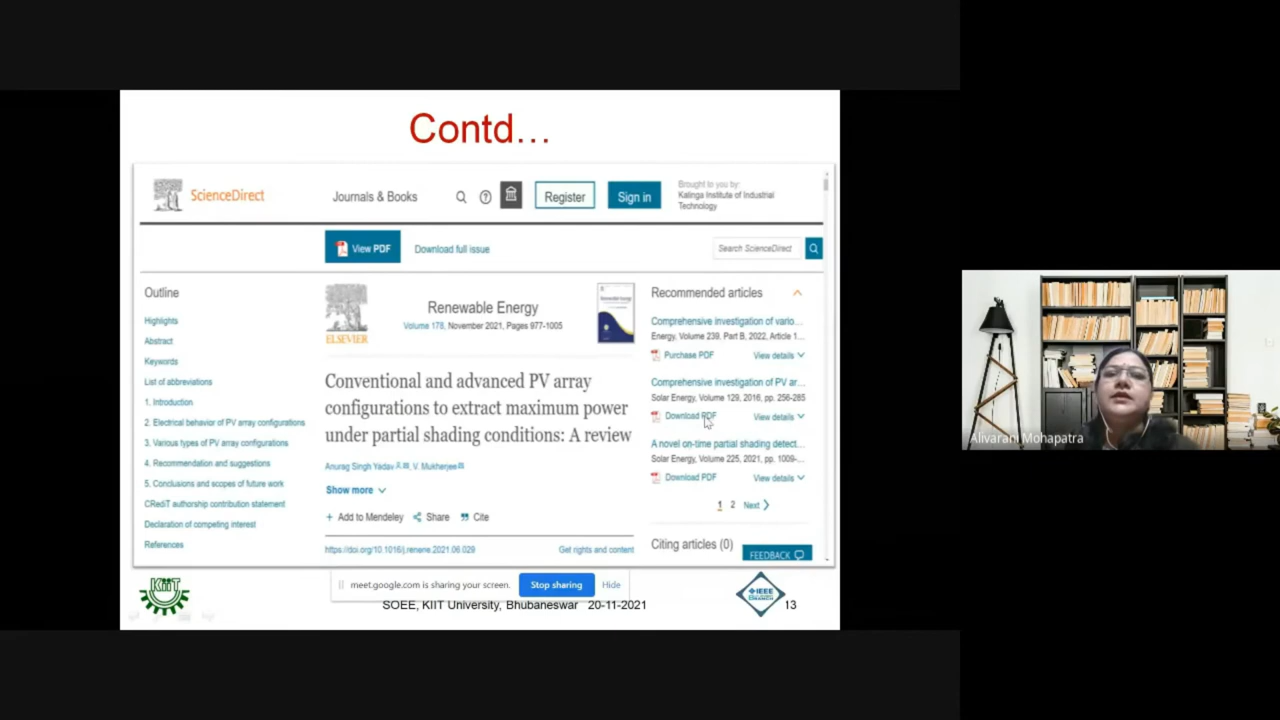 Contd...
ScienceDirect
Journals & Books
Register
Sign in
Brought to you by:
Kalinga Institute of Industrial
Technology
View PDF
Download full issue
Search ScienceDirect
Outline
Highlights
Abstract
Keywords
List of abbreviations
1. Introduction
2. Electrical behavior of PV array configurations
3. Various types of PV array configurations
4. Recommendation and suggestions
5. Conclusions and scopes of future work
CRediT authorship contribution statement
Declaration of competing interest
References
ELSEVIER
Renewable Energy
Volume 178, November 2021, Pages 977-1005
Conventional and advanced PV array
configurations to extract maximum power
under partial shading conditions: A review
Anurag Singh Yadav, V. Mukherjee
Show more
+ Add to Mendeley Share Cite
https://doi.org/10.1016/j.renene.2021.06.029
Get rights and content
Recommended articles
Comprehensive investigation of vario...
Energy, Volume 239, Part B, 2022, Article 1...
Purchase PDF View details
Comprehensive investigation of PV ar...
Solar Energy, Volume 129, 2016, pp. 256-285
Download PDF View details
A novel on-time partial shading detect...
Solar Energy, Volume 225, 2021, pp. 1009-...
Download PDF View details
1 2 Next
Citing articles (0)
FEEDBACK
meet.google.com is sharing your screen. Stop sharing Hide
KIIT
SOEE, KIIT University, Bhubaneswar 20-11-2021
IEEE
13
Alivarani Mohapatra